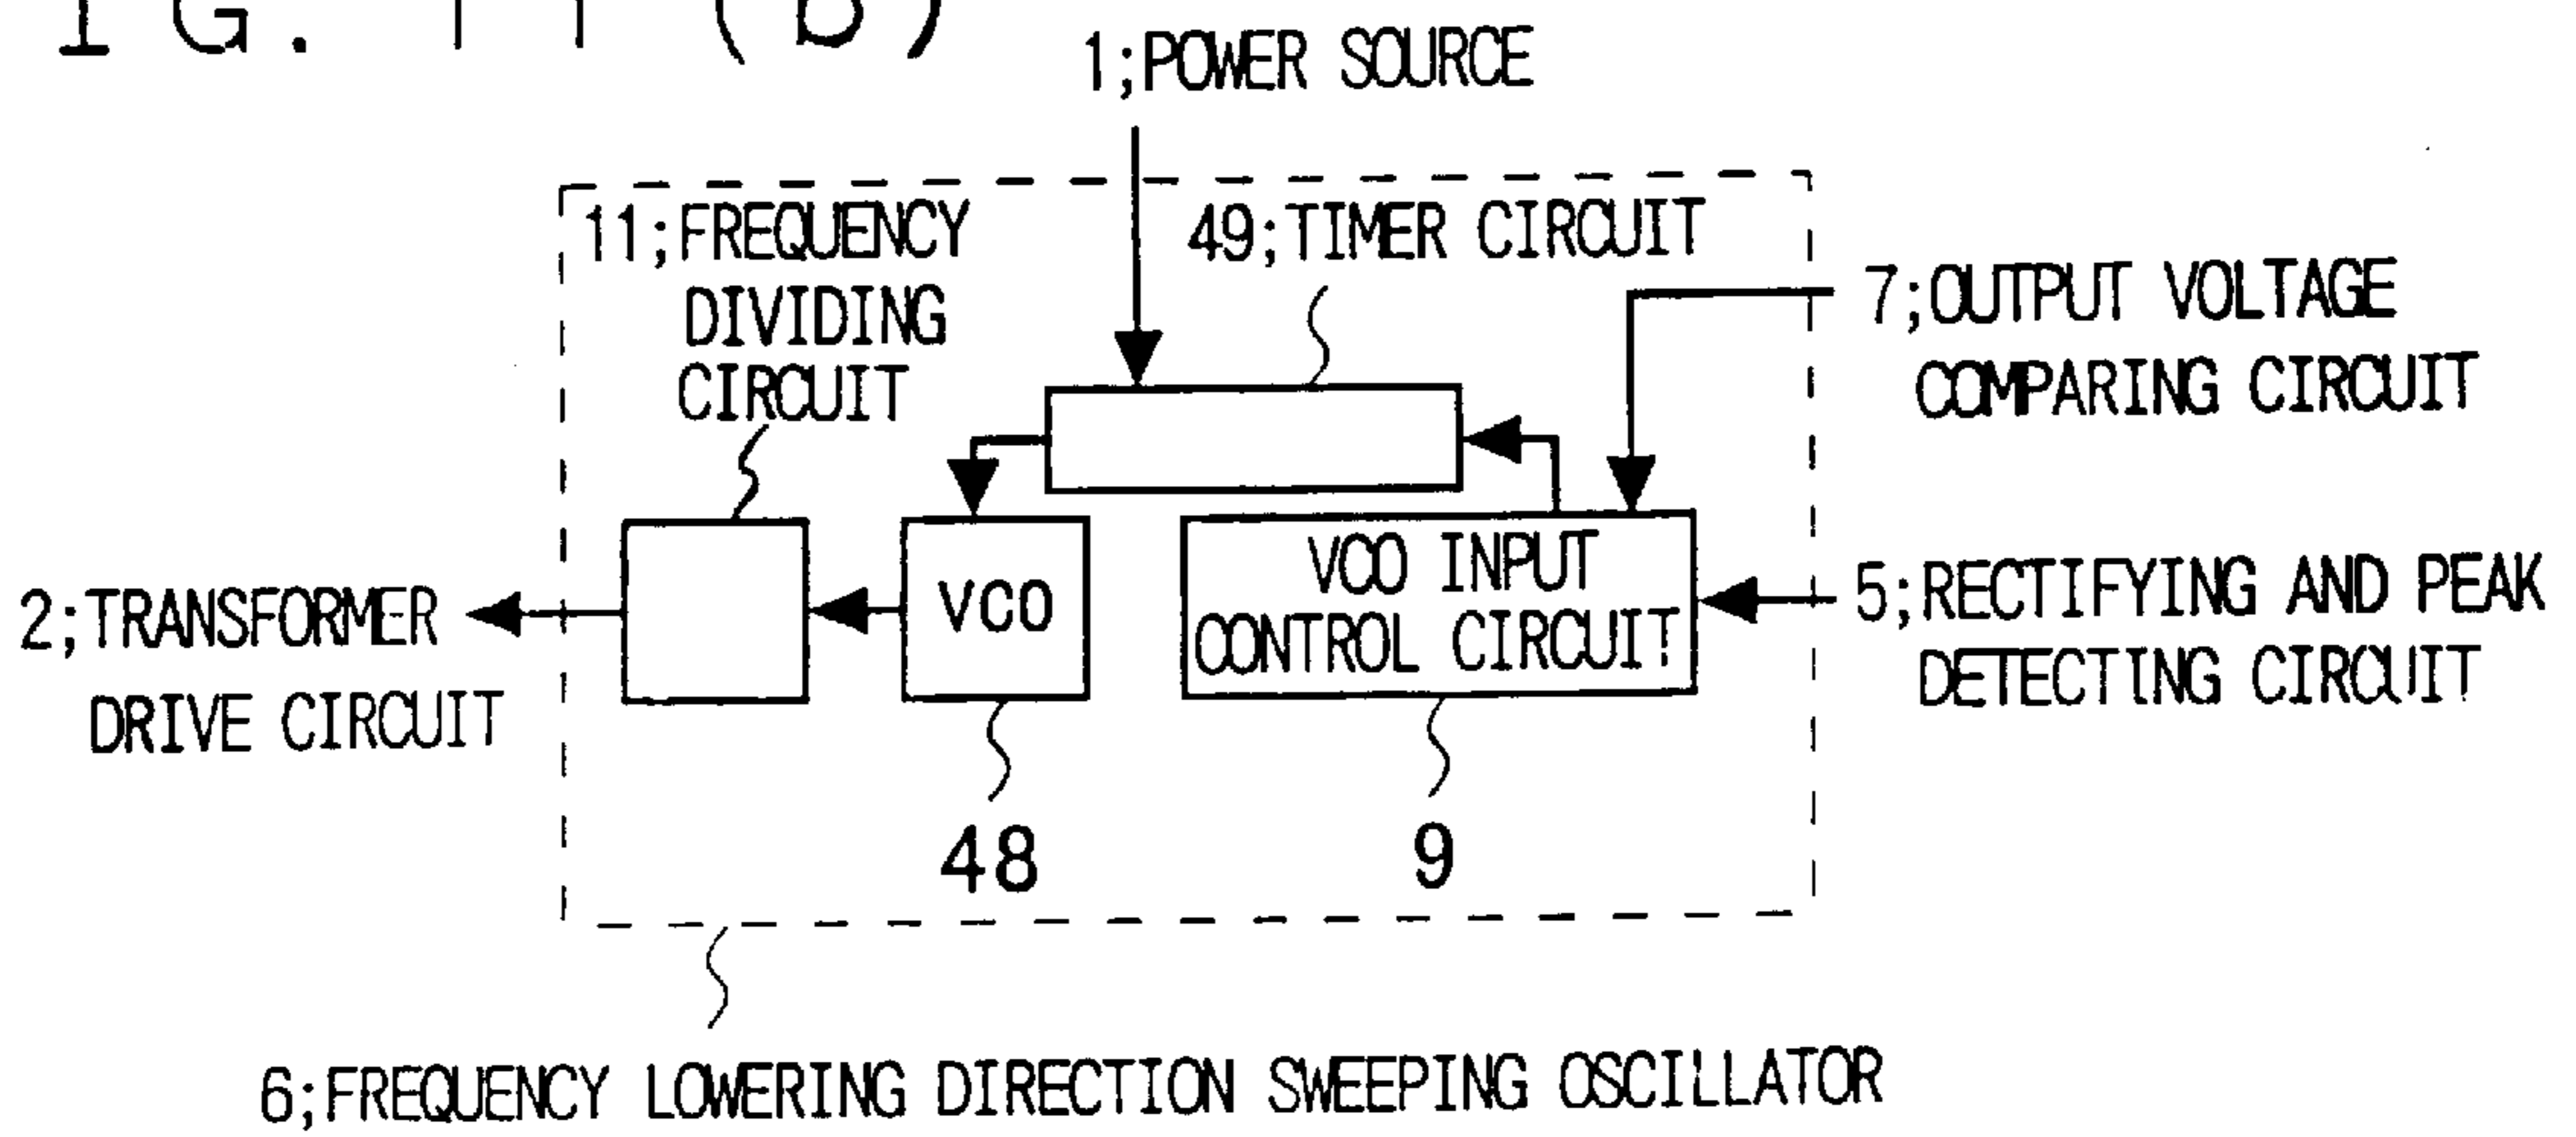 IG. 11 (b)
1;POWER SOURCE
11;FREQUENCY
DIVIDING
CIRCUIT
49;TIMER CIRCUIT
7;OUTPUT VOLTAGE
COMPARING CIRCUIT
VCO
VCO INPUT
CONTROL CIRCUIT
5;RECTIFYING AND PEAK
DETECTING CIRCUIT
2;TRANSFORMER
DRIVE CIRCUIT
48
9
6;FREQUENCY LOWERING DIRECTION SWEEPING OSCILLATOR